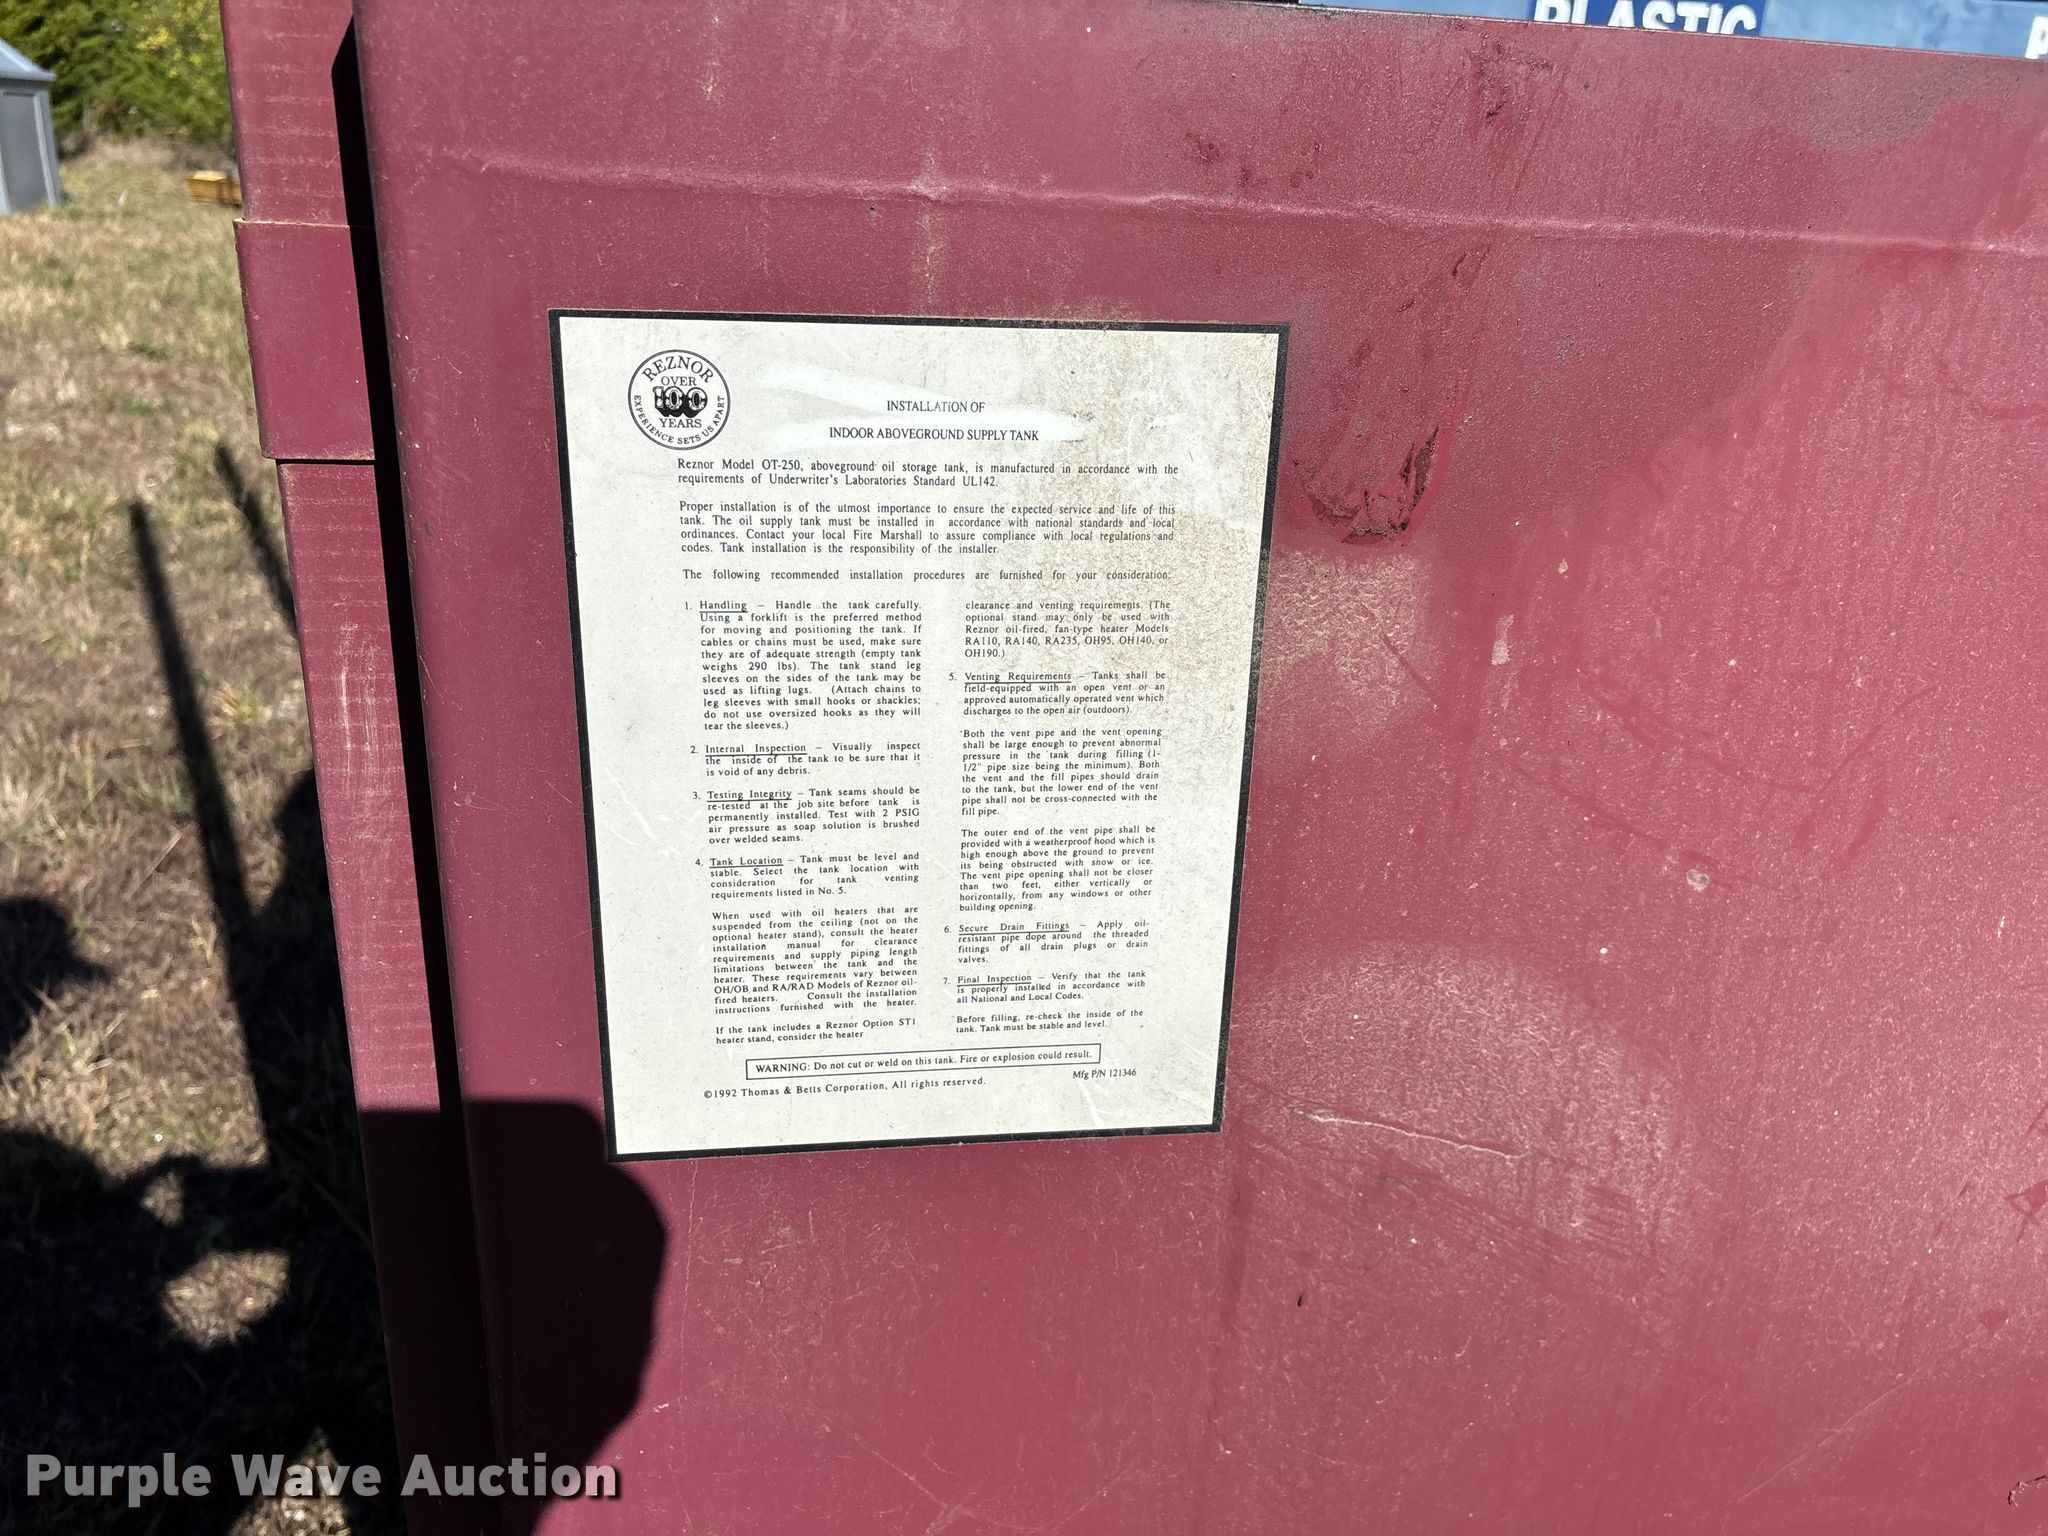 PLASTIC
REZNOR
OVER
100
YEARS
EXPERIENCE SETS US APART
INSTALLATION OF
INDOOR ABOVEGROUND SUPPLY TANK
Reznor Model OT-250, aboveground oil storage tank, is manufactured in accordance with the
requirements of Underwriter's Laboratories Standard UL142.
Proper installation is of the utmost importance to ensure the expected service and life of this
tank. The oil supply tank must be installed in accordance with national standards and local
ordinances. Contact your local Fire Marshall to assure compliance with local regulations and
codes. Tank installation is the responsibility of the installer.
The following recommended installation procedures are furnished for your consideration:
1. Handling – Handle the tank carefully.
Using a forklift is the preferred method
for moving and positioning the tank. If
cables or chains must be used, make sure
they are of adequate strength (empty tank
weighs 290 lbs). The tank stand leg
sleeves on the sides of the tank may be
used as lifting lugs. (Attach chains to
leg sleeves with small hooks or shackles;
do not use oversized hooks as they will
tear the sleeves.)
2. Internal Inspection – Visually inspect
the inside of the tank to be sure that it
is void of any debris.
3. Testing Integrity – Tank seams should be
re-tested at the job site before tank is
permanently installed. Test with 2 PSIG
air pressure as soap solution is brushed
over welded seams.
4. Tank Location – Tank must be level and
stable. Select the tank location with
consideration for tank venting
requirements listed in No. 5.
When used with oil heaters that are
suspended from the ceiling (not on the
optional heater stand), consult the heater
installation manual for clearance
requirements and supply piping length
limitations between the tank and the
heater. These requirements vary between
OH/OB and RA/RAD Models of Reznor oil-
fired heaters. Consult the installation
instructions furnished with the heater.
If the tank includes a Reznor Option ST1
heater stand, consider the heater
clearance and venting requirements. (The
optional stand may only be used with
Reznor oil-fired, fan-type heater Models
RA110, RA140, RA235, OH95, OH140, or
OH190.)
5. Venting Requirements – Tanks shall be
field-equipped with an open vent or an
approved automatically operated vent which
discharges to the open air (outdoors).
Both the vent pipe and the vent opening
shall be large enough to prevent abnormal
pressure in the tank during filling (1-
1/2" pipe size being the minimum). Both
the vent and the fill pipes should drain
to the tank, but the lower end of the vent
pipe shall not be cross-connected with the
fill pipe.
The outer end of the vent pipe shall be
provided with a weatherproof hood which is
high enough above the ground to prevent
its being obstructed with snow or ice.
The vent pipe opening shall not be closer
than two feet, either vertically or
horizontally, from any windows or other
building opening.
6. Secure Drain Fittings – Apply oil-
resistant pipe dope around the threaded
fittings of all drain plugs or drain
valves.
7. Final Inspection – Verify that the tank
is properly installed in accordance with
all National and Local Codes.
Before filling, re-check the inside of the
tank. Tank must be stable and level.
WARNING: Do not cut or weld on this tank. Fire or explosion could result.
©1992 Thomas & Betts Corporation, All rights reserved.
Mfg P/N 121346
Purple Wave Auction